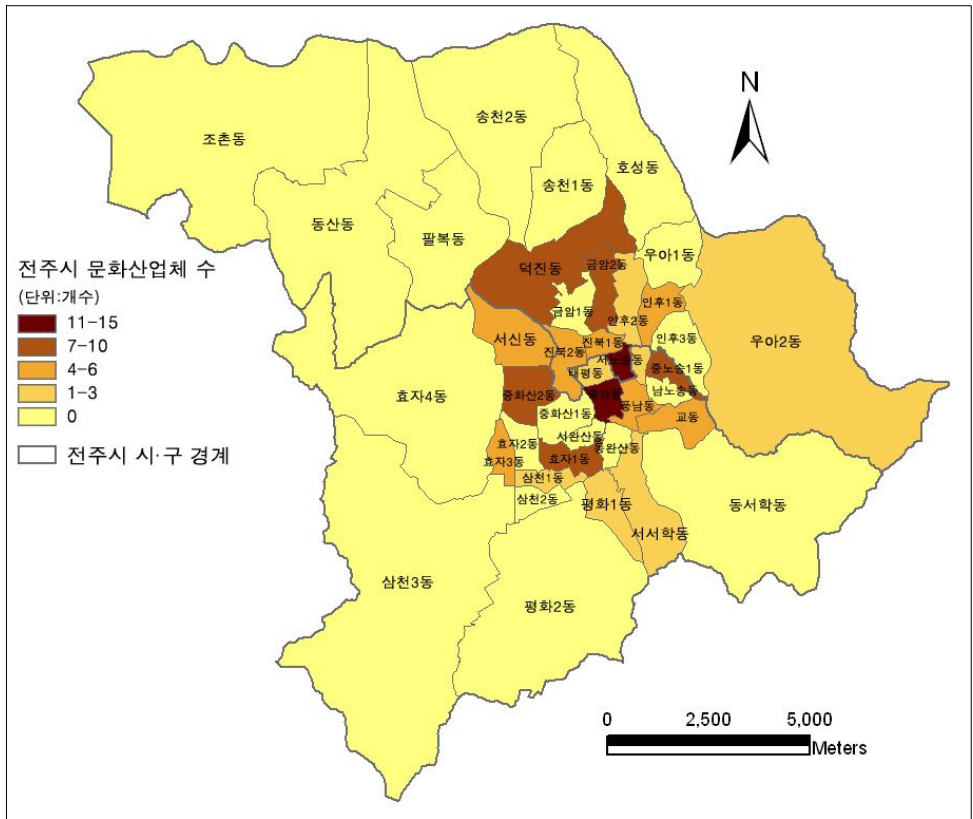 N
송천2동
조촌동
호성동
송천1동
동산동
팔복동
우아1동
덕진동
금암2동
전주시 문화산업체 수
(단위:개수)
11-15
7-10
4-6
1-3
0
전주시 시·구 경계
인후1동
금암1동
인후2동
서신동
인후3동
우아2동
진북1동
진북2동
태평동
중노송1동
효자4동
중화산2동
남노송동
풍남동
중화산1동
교동
서완산동
동완산동
효자2동
효자3동
효자1동
삼천1동
삼천2동
평화1동
동서학동
서서학동
삼천3동
평화2동
0
2,500
5,000
Meters